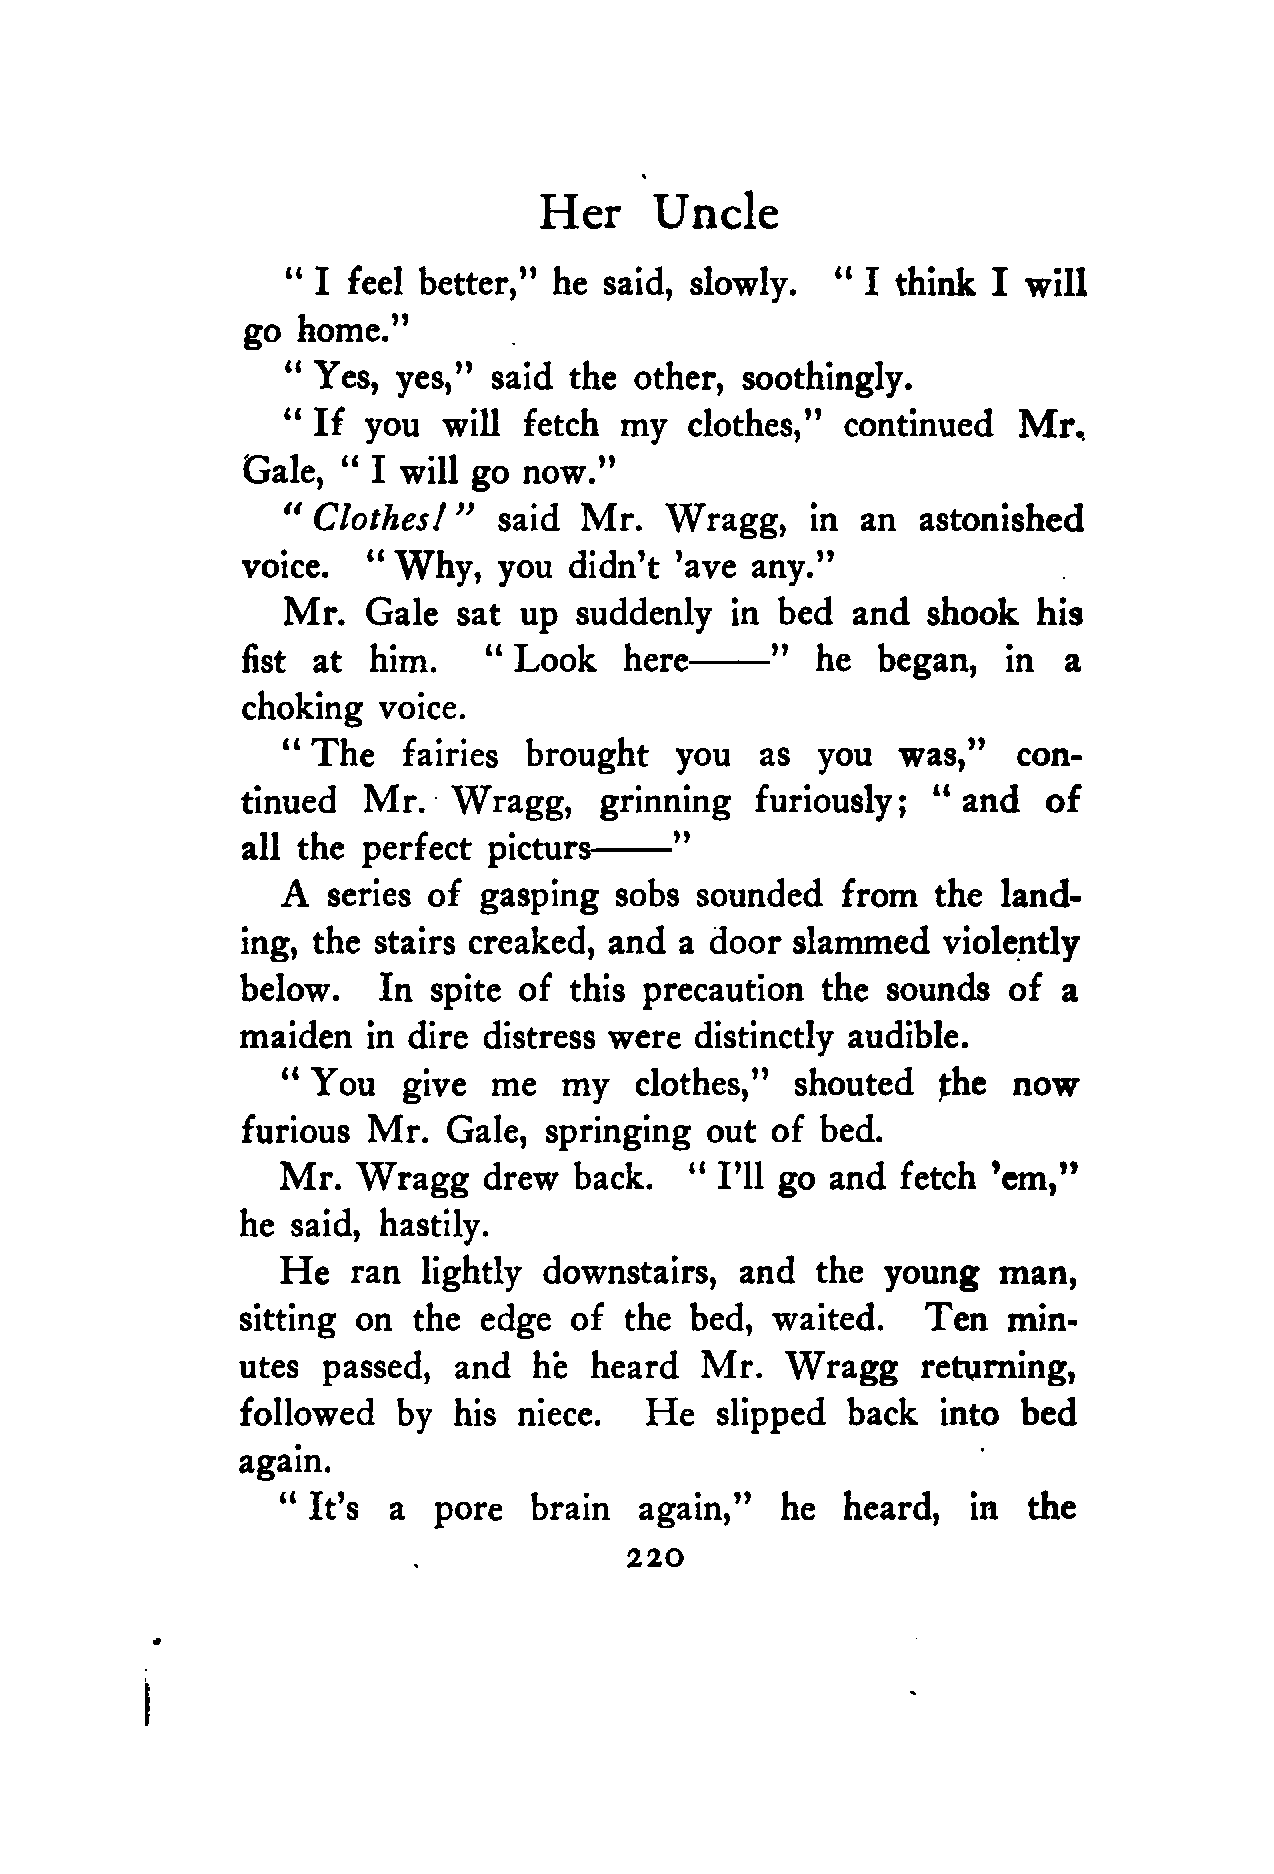 Her Uncle
“ I feel better,” he said, slowly. “ I think I will
go home.”
“ Yes, yes,” said the other, soothingly.
“ If you will fetch my clothes,” continued Mr.
Gale, “ I will go now.”
“ Clothes! ” said Mr. Wragg, in an astonished
voice. “ Why, you didn’t ’ave any.”
Mr. Gale sat up suddenly in bed and shook his
fist at him. “ Look here——” he began, in a
choking voice.
“ The fairies brought you as you was,” con-
tinued Mr. Wragg, grinning furiously; “ and of
all the perfect picturs——”
A series of gasping sobs sounded from the land-
ing, the stairs creaked, and a door slammed violently
below. In spite of this precaution the sounds of a
maiden in dire distress were distinctly audible.
“ You give me my clothes,” shouted the now
furious Mr. Gale, springing out of bed.
Mr. Wragg drew back. “ I’ll go and fetch ’em,”
he said, hastily.
He ran lightly downstairs, and the young man,
sitting on the edge of the bed, waited. Ten min-
utes passed, and he heard Mr. Wragg returning,
followed by his niece. He slipped back into bed
again.
“ It’s a pore brain again,” he heard, in the
220